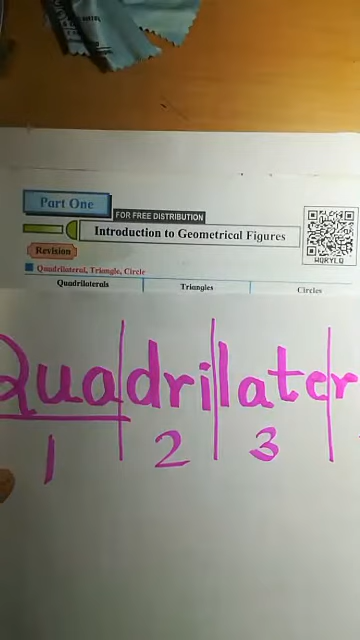 Part One
FOR FREE DISTRIBUTION
Introduction to Geometrical Figures
WQRYLQ
Revision
Quadrilateral, Triangle, Circle
Quadrilaterals Triangles Circles
Quadrilater
1 2 3